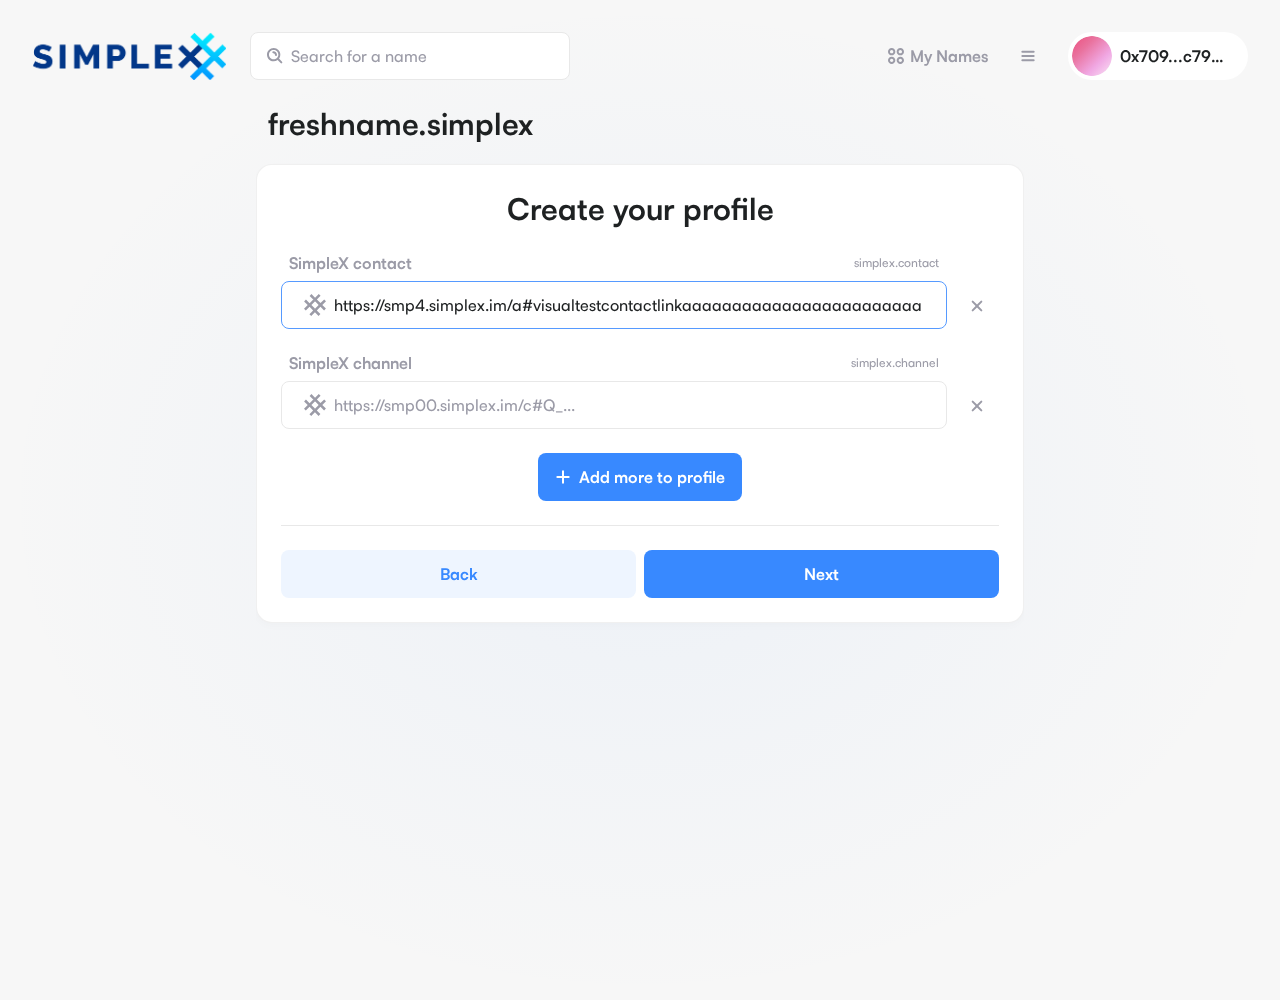 SIMPLEX
Search for a name
My Names
0x709...c79...
freshname.simplex
Create your profile
SimpleX contact
simplex.contact
https://smp4.simplex.im/a#visualtestcontactlinkaaaaaaaaaaaaaaaaaaaaaaaa
SimpleX channel
simplex.channel
https://smp00.simplex.im/c#Q_...
Add more to profile
Back
Next